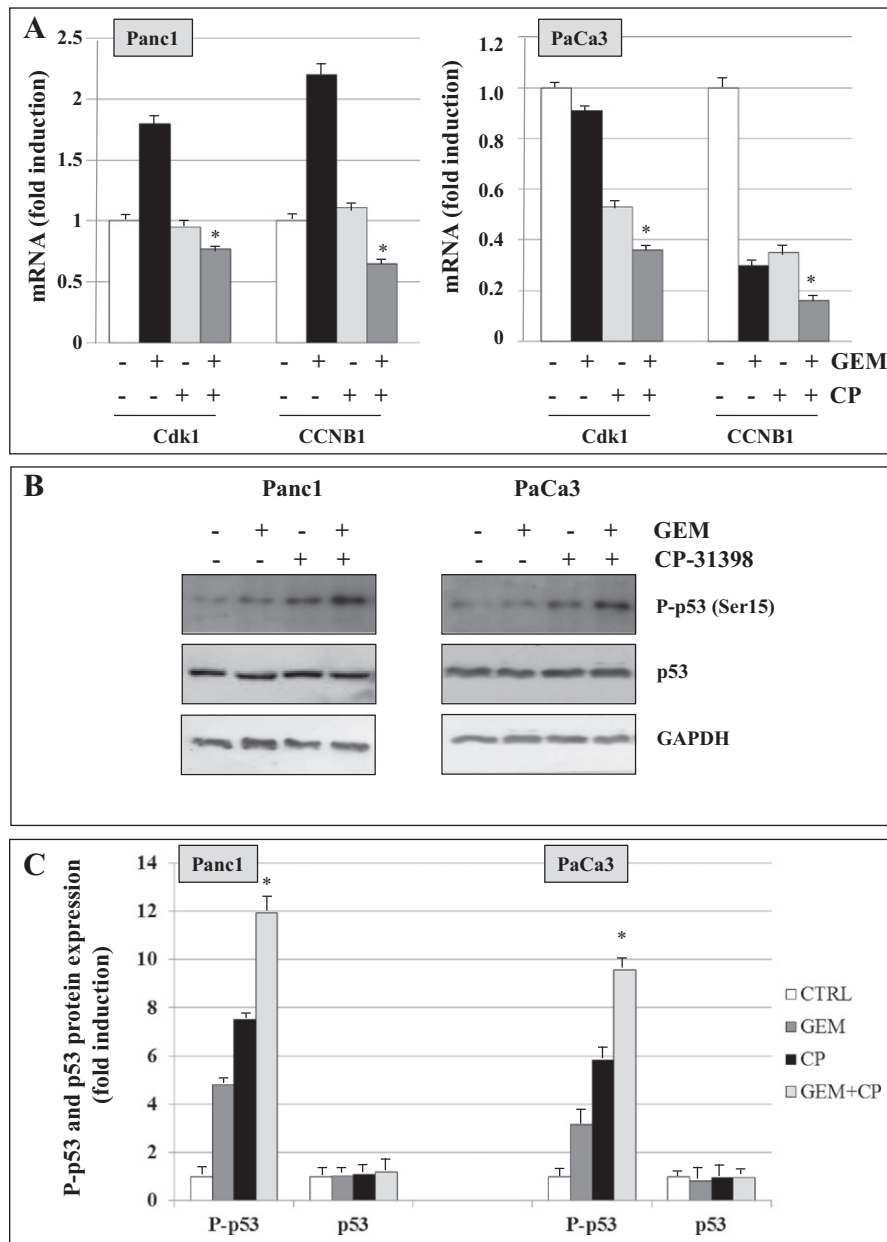 A
Panc1
PaCa3
mRNA (fold induction)
2.5
2
1.5
1
0.5
0
* *
mRNA (fold induction)
1.2
1.0
0.8
0.6
0.4
0.2
0
* *
- + - + - + - + - + - + - + - + GEM
- - + + - - + + - - + + - - + + CP
Cdk1 CCNB1 Cdk1 CCNB1
B
Panc1 PaCa3
- + - + - + - + GEM
- - + + - - + + CP-31398
P-p53 (Ser15)
p53
GAPDH
C
Panc1
PaCa3
P-p53 and p53 protein expression
(fold induction)
14
12
10
8
6
4
2
0
*
*
CTRL
GEM
CP
GEM+CP
P-p53 p53 P-p53 p53